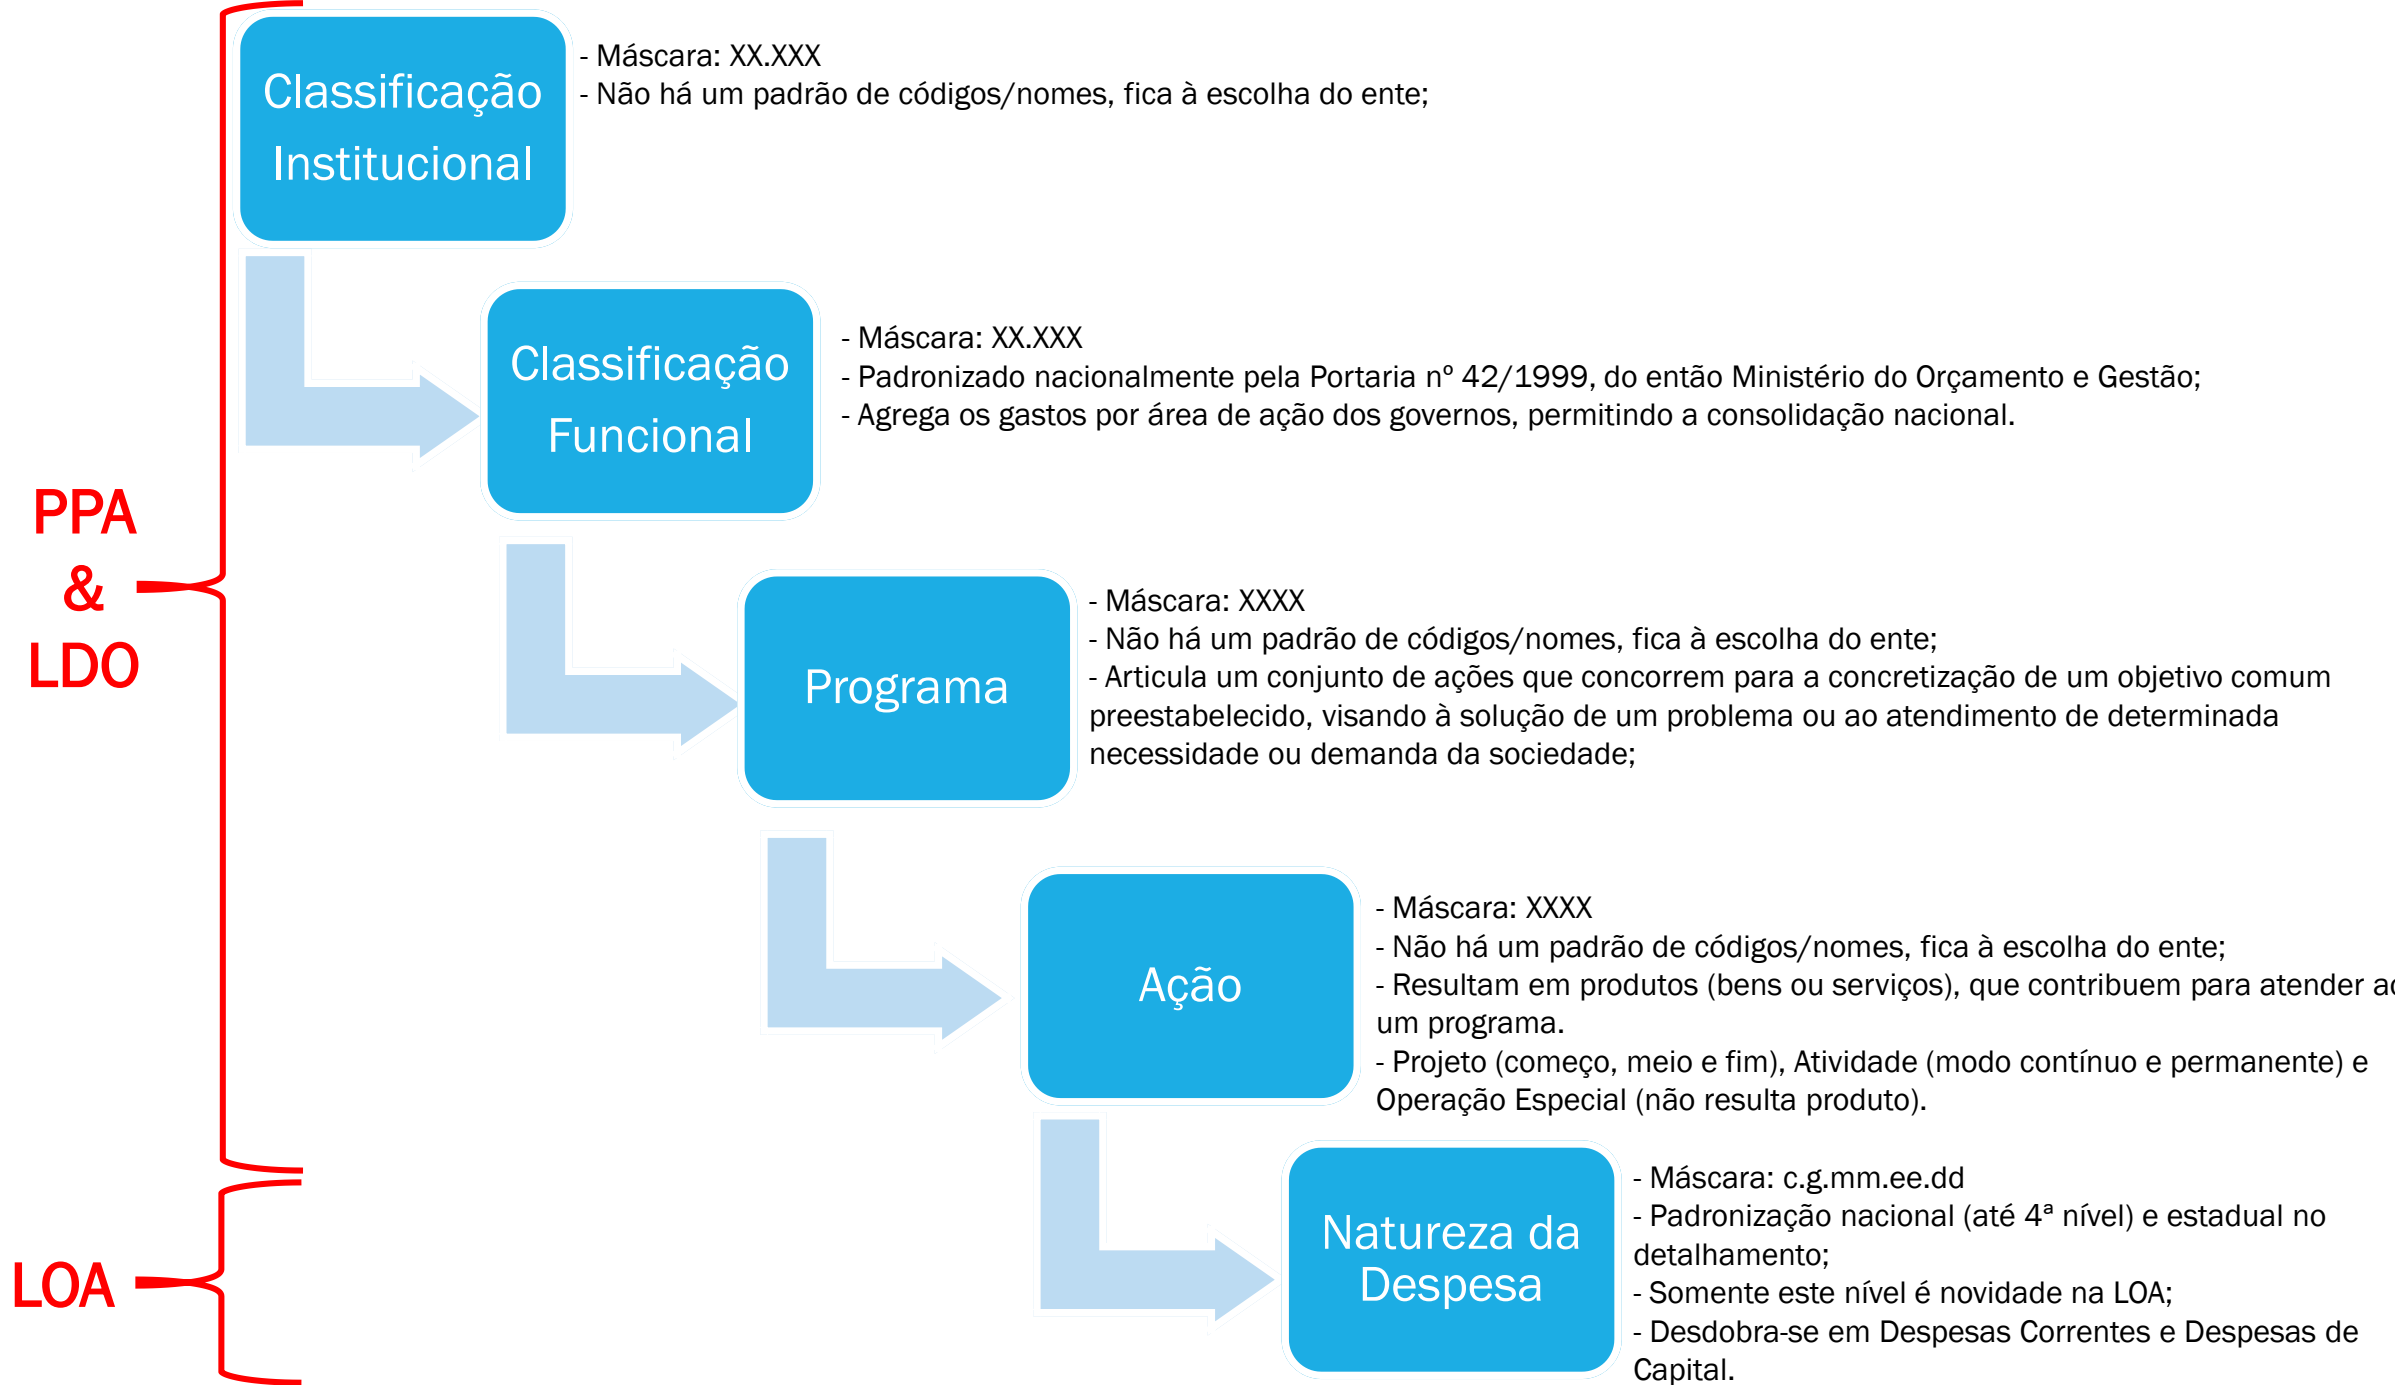 Classificação
Institucional
- Máscara: XX.XXX
- Não há um padrão de códigos/nomes, fica à escolha do ente;
Classificação
Funcional
- Máscara: XX.XXX
- Padronizado nacionalmente pela Portaria nº 42/1999, do então Ministério do Orçamento e Gestão;
- Agrega os gastos por área de ação dos governos, permitindo a consolidação nacional.
PPA
&
LDO
Programa
- Máscara: XXXX
- Não há um padrão de códigos/nomes, fica à escolha do ente;
- Articula um conjunto de ações que concorrem para a concretização de um objetivo comum
preestabelecido, visando à solução de um problema ou ao atendimento de determinada
necessidade ou demanda da sociedade;
Ação
- Máscara: XXXX
- Não há um padrão de códigos/nomes, fica à escolha do ente;
- Resultam em produtos (bens ou serviços), que contribuem para atender
um programa.
- Projeto (começo, meio e fim), Atividade (modo contínuo e permanente) e
Operação Especial (não resulta produto).
LOA
Natureza da
Despesa
- Máscara: c.g.mm.ee.dd
- Padronização nacional (até 4ª nível) e estadual no
detalhamento;
- Somente este nível é novidade na LOA;
- Desdobra-se em Despesas Correntes e Despesas de
Capital.